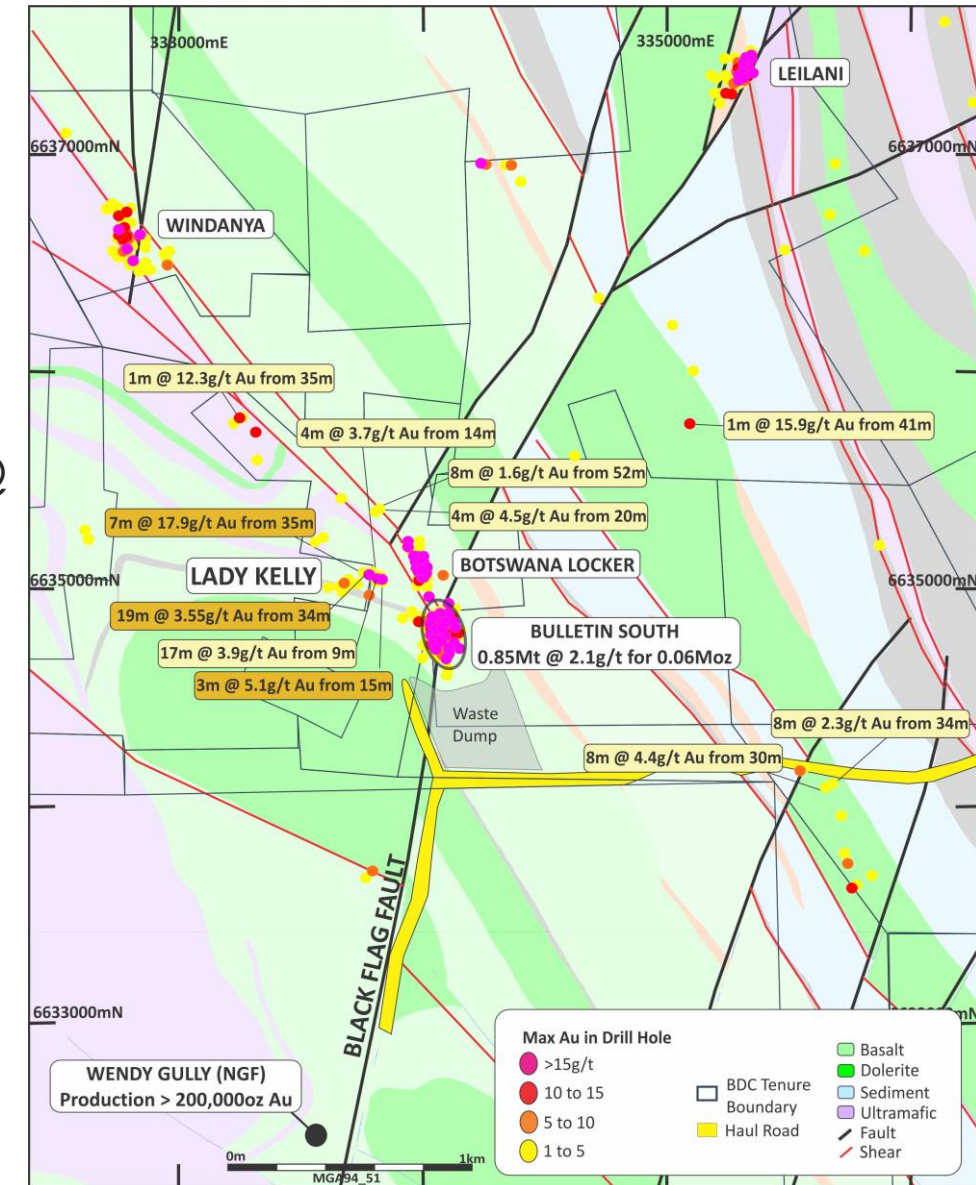 333000mE
335000mE
LEILANI
6637000mN
6637000mN
WINDANYA
1m @ 12.3g/t Au from 35m
4m @ 3.7g/t Au from 14m
1m @ 15.9g/t Au from 41m
8m @ 1.6g/t Au from 52m
@
7m @ 17.9g/t Au from 35m
4m @ 4.5g/t Au from 20m
BOTSWANA LOCKER
LADY KELLY
6635000mN
6635000mN
19m @ 3.55g/t Au from 34m
BULLETIN SOUTH
0.85Mt @ 2.1g/t for 0.06Moz
17m @ 3.9g/t Au from 9m
3m @ 5.1g/t Au from 15m
Waste
Dump
8m @ 2.3g/t Au from 34m
8m @ 4.4g/t Au from 30m
BLACK FLAG FAULT
6633000mN
mN
Max Au in Drill Hole
>15g/t
10 to 15
5 to 10
1 to 5
BDC Tenure
Boundary
Haul Road
Basalt
Dolerite
Sediment
Ultramafic
Fault
Shear
WENDY GULLY (NGF)
Production > 200,000oz Au
0m
1km
MGA94_51